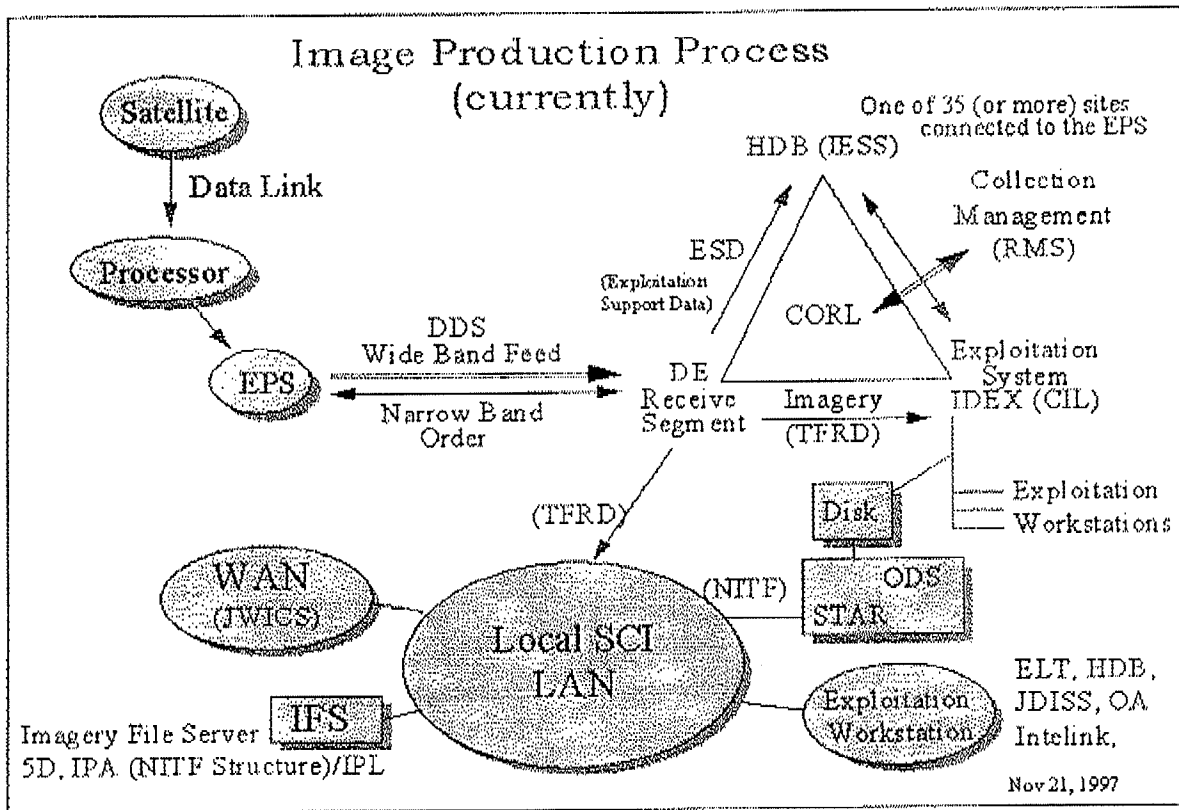 Image Production Process
(currently)
Satellite
Data Link
Processor
EPS
DDS
Wide Band Feed
Narrow Band
Order
One of 35 (or more) sites
connected to the EPS
HDB (IESS)
Collection
Management
(RMS)
ESD
(Exploitation
Support Data)
CORL
DE
Receive
Segment
Imagery
(TFRD)
Exploitation
System
IDEX (CIL)
Exploitation
Workstations
Disk
ODS
STAR
(TFRD)
(NITF)
WAN
(JWICS)
Local SCI
LAN
IFS
Imagery File Server
5D, IPA (NITF Structure)/IPL
Exploitation
Workstation
ELT, HDB,
JDISS, OA
Intelink,
Nov 21, 1997